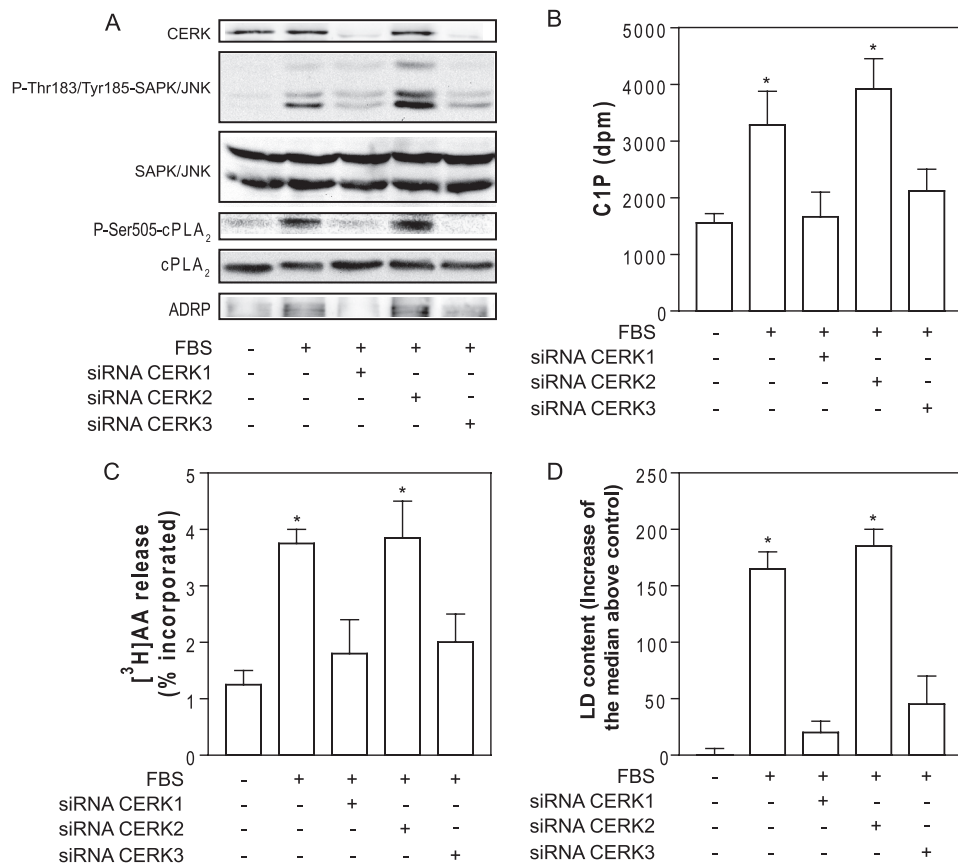 A
CERK
P-Thr183/Tyr185-SAPK/JNK
SAPK/JNK
P-Ser505-cPLA2
cPLA2
ADRP
FBS - + + + +
siRNA CERK1 - - + - -
siRNA CERK2 - - - + -
siRNA CERK3 - - - - +
B
C1P (dpm)
5000
4000
3000
2000
1000
0
* *
FBS - + + + +
siRNA CERK1 - - + - -
siRNA CERK2 - - - + -
siRNA CERK3 - - - - +
C
[3H]AA release
(% incorporated)
5
4
3
2
1
0
* *
FBS - + + + +
siRNA CERK1 - - + - -
siRNA CERK2 - - - + -
siRNA CERK3 - - - - +
D
LD content (Increase of
the median above control)
250
200
150
100
50
0
* *
FBS - + + + +
siRNA CERK1 - - + - -
siRNA CERK2 - - - + -
siRNA CERK3 - - - - +